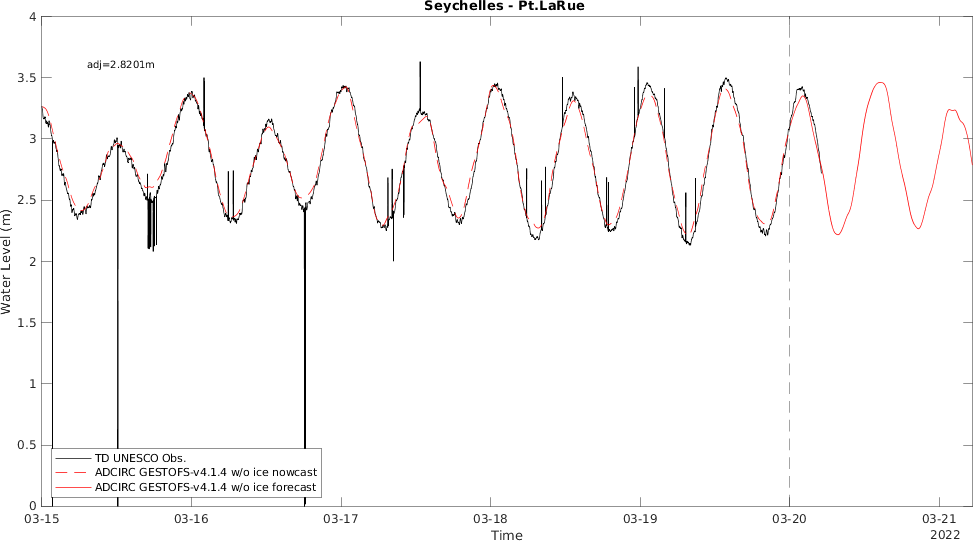 Seychelles - Pt.LaRue
adj=2.8201m
Water Level (m)
4
3.5
3
2.5
2
1.5
1
0.5
0
TD UNESCO Obs.
ADCIRC GESTOFS-v4.1.4 w/o ice nowcast
ADCIRC GESTOFS-v4.1.4 w/o ice forecast
03-15 03-16 03-17 03-18 03-19 03-20 03-21
Time
2022